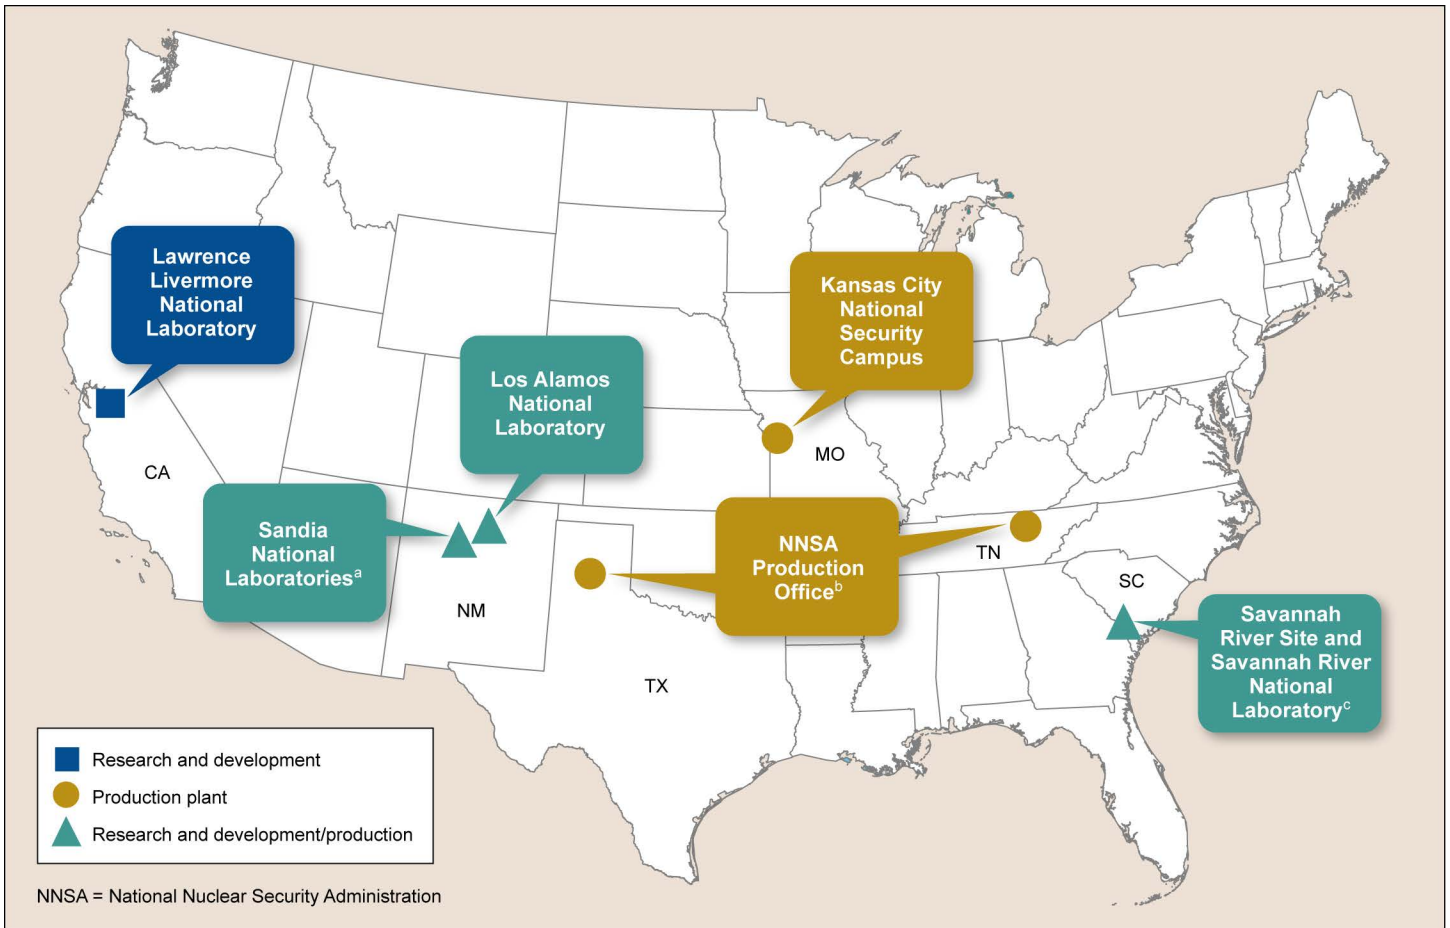 Lawrence
Livermore
National
Laboratory
Kansas City
National
Security
Campus
Los Alamos
National
Laboratory
MO
CA
Sandia
National
Laboratoriesa
NNSA
Production
Officeb
TN
SC
NM
Savannah
River Site and
Savannah River
National
Laboratoryc
TX
Research and development
Production plant
Research and development/production
NNSA = National Nuclear Security Administration